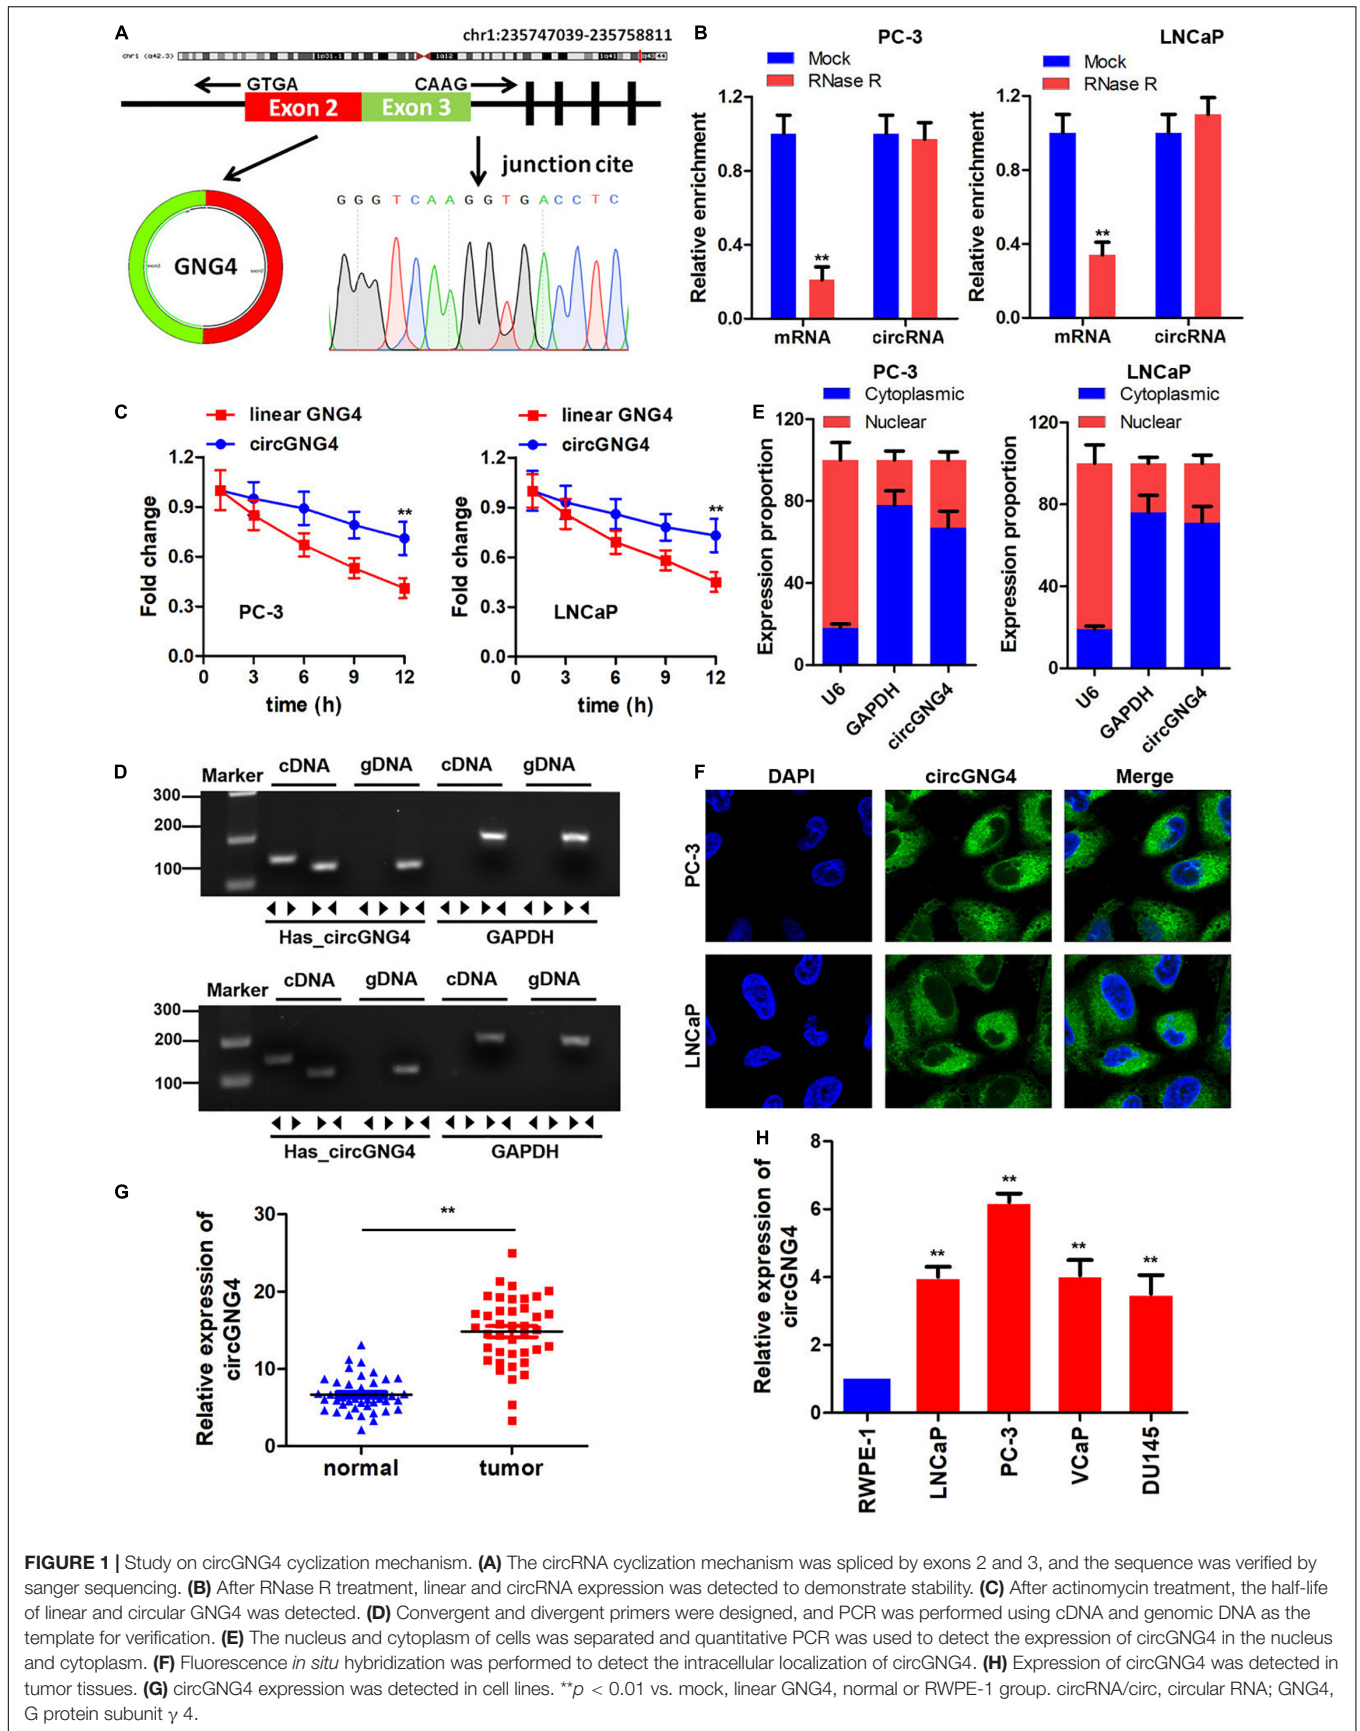 A
chr1:235747039-235758811
chr1 (q42.3)
1q12
1q41
q43 44
GTGA
CAAG
Exon 2
Exon 3
junction cite
GNG4
exon3
exon2
G G G T C A A G G T G A C C T C
B
PC-3
Mock
RNase R
Relative enrichment
1.2
0.8
0.4
0.0
**
mRNA
circRNA
LNCaP
Mock
RNase R
Relative enrichment
1.2
0.8
0.4
0.0
**
mRNA
circRNA
C
linear GNG4
circGNG4
Fold change
1.2
0.9
0.6
0.3
0.0
**
PC-3
0 3 6 9 12
time (h)
linear GNG4
circGNG4
Fold change
1.2
0.9
0.6
0.3
0.0
**
LNCaP
0 3 6 9 12
time (h)
E
PC-3
Cytoplasmic
Nuclear
Expression proportion
120
80
40
0
U6
GAPDH
circGNG4
LNCaP
Cytoplasmic
Nuclear
Expression proportion
120
80
40
0
U6
GAPDH
circGNG4
D
Marker
cDNA gDNA cDNA gDNA
300
200
100
Has_circGNG4
GAPDH
Marker
cDNA gDNA cDNA gDNA
300
200
100
Has_circGNG4
GAPDH
F
DAPI
circGNG4
Merge
PC-3
LNCaP
G
Relative expression of
circGNG4
30
20
10
0
**
normal
tumor
H
Relative expression of
circGNG4
8
6
4
2
0
**
**
**
**
RWPE-1
LNCaP
PC-3
VCaP
DU145
FIGURE 1 | Study on circGNG4 cyclization mechanism. (A) The circRNA cyclization mechanism was spliced by exons 2 and 3, and the sequence was verified by
sanger sequencing. (B) After RNase R treatment, linear and circRNA expression was detected to demonstrate stability. (C) After actinomycin treatment, the half-life
of linear and circular GNG4 was detected. (D) Convergent and divergent primers were designed, and PCR was performed using cDNA and genomic DNA as the
template for verification. (E) The nucleus and cytoplasm of cells was separated and quantitative PCR was used to detect the expression of circGNG4 in the nucleus
and cytoplasm. (F) Fluorescence in situ hybridization was performed to detect the intracellular localization of circGNG4. (H) Expression of circGNG4 was detected in
tumor tissues. (G) circGNG4 expression was detected in cell lines. **p < 0.01 vs. mock, linear GNG4, normal or RWPE-1 group. circRNA/circ, circular RNA; GNG4,
G protein subunit γ 4.